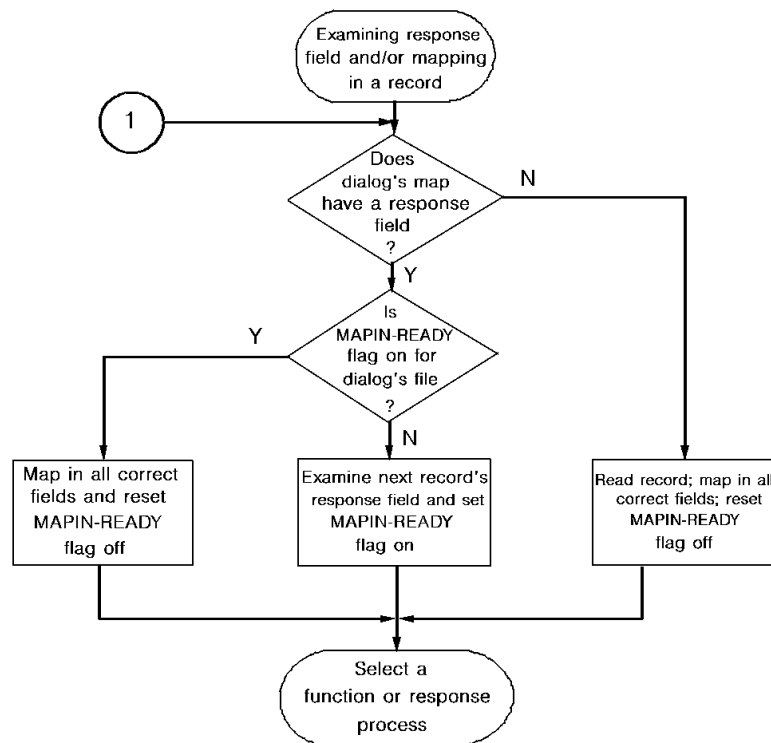 Examining response
field and/or mapping
in a record
1
Does
dialog's map
have a response
field
?
N
Y
Is
MAPIN-READY
flag on for
dialog's file
?
Y
N
Map in all correct
fields and reset
MAPIN-READY
flag off
Examine next record's
response field and set
MAPIN-READY
flag on
Read record; map in all
correct fields; reset
MAPIN-READY
flag off
Select a
function or response
process